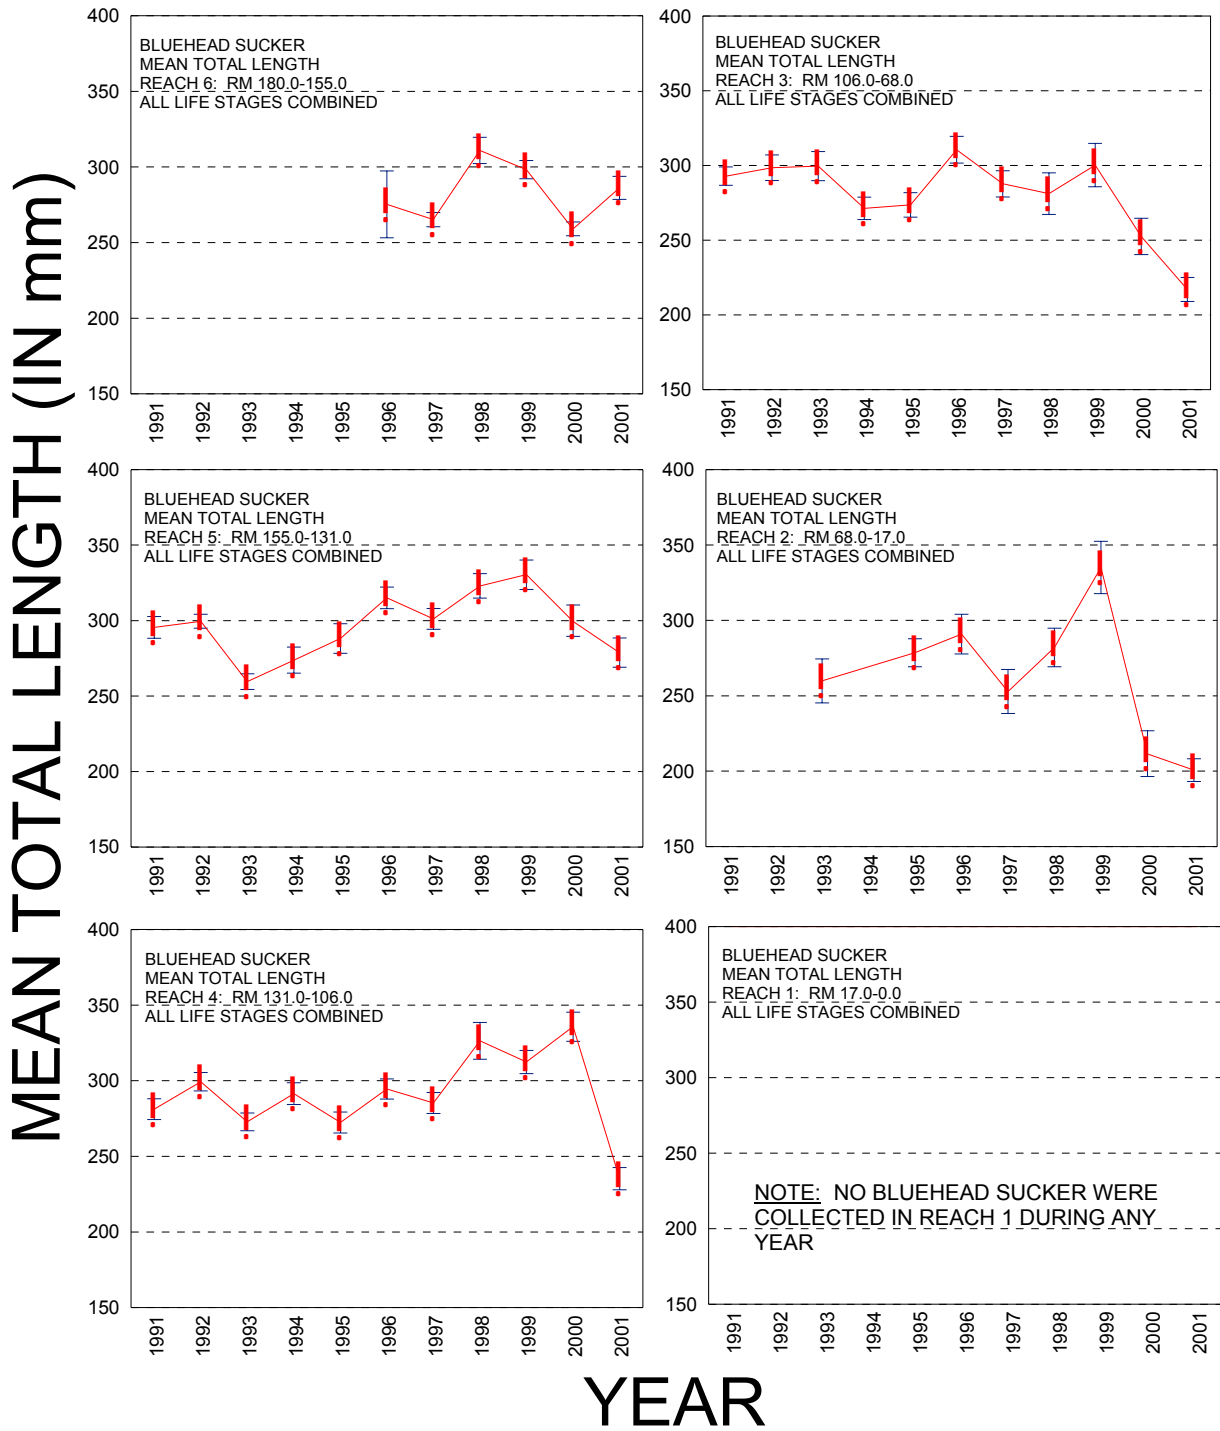 MEAN TOTAL LENGTH (IN mm)
400
350
300
250
200
150
BLUEHEAD SUCKER
MEAN TOTAL LENGTH
REACH 6: RM 180.0-155.0
ALL LIFE STAGES COMBINED
1991 1992 1993 1994 1995 1996 1997 1998 1999 2000 2001
400
350
300
250
200
150
BLUEHEAD SUCKER
MEAN TOTAL LENGTH
REACH 3: RM 106.0-68.0
ALL LIFE STAGES COMBINED
1991 1992 1993 1994 1995 1996 1997 1998 1999 2000 2001
400
350
300
250
200
150
BLUEHEAD SUCKER
MEAN TOTAL LENGTH
REACH 5: RM 155.0-131.0
ALL LIFE STAGES COMBINED
1991 1992 1993 1994 1995 1996 1997 1998 1999 2000 2001
400
350
300
250
200
150
BLUEHEAD SUCKER
MEAN TOTAL LENGTH
REACH 2: RM 68.0-17.0
ALL LIFE STAGES COMBINED
1991 1992 1993 1994 1995 1996 1997 1998 1999 2000 2001
400
350
300
250
200
150
BLUEHEAD SUCKER
MEAN TOTAL LENGTH
REACH 4: RM 131.0-106.0
ALL LIFE STAGES COMBINED
1991 1992 1993 1994 1995 1996 1997 1998 1999 2000 2001
400
350
300
250
200
150
BLUEHEAD SUCKER
MEAN TOTAL LENGTH
REACH 1: RM 17.0-0.0
ALL LIFE STAGES COMBINED
NOTE: NO BLUEHEAD SUCKER WERE
COLLECTED IN REACH 1 DURING ANY
YEAR
1991 1992 1993 1994 1995 1996 1997 1998 1999 2000 2001
YEAR